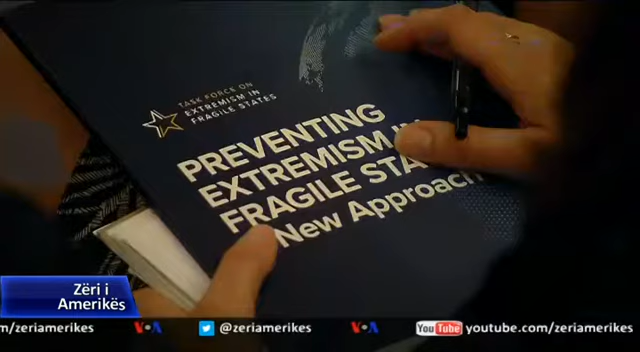 TASK FORCE ON
EXTREMISM IN
FRAGILE STATES
PREVENTING
EXTREMISM IN
FRAGILE STA
New Approach
Zëri i
Amerikës
m/zeriamerikes
VOA
@zeriamerikes
VOA
YouTube
youtube.com/zeriamerikes